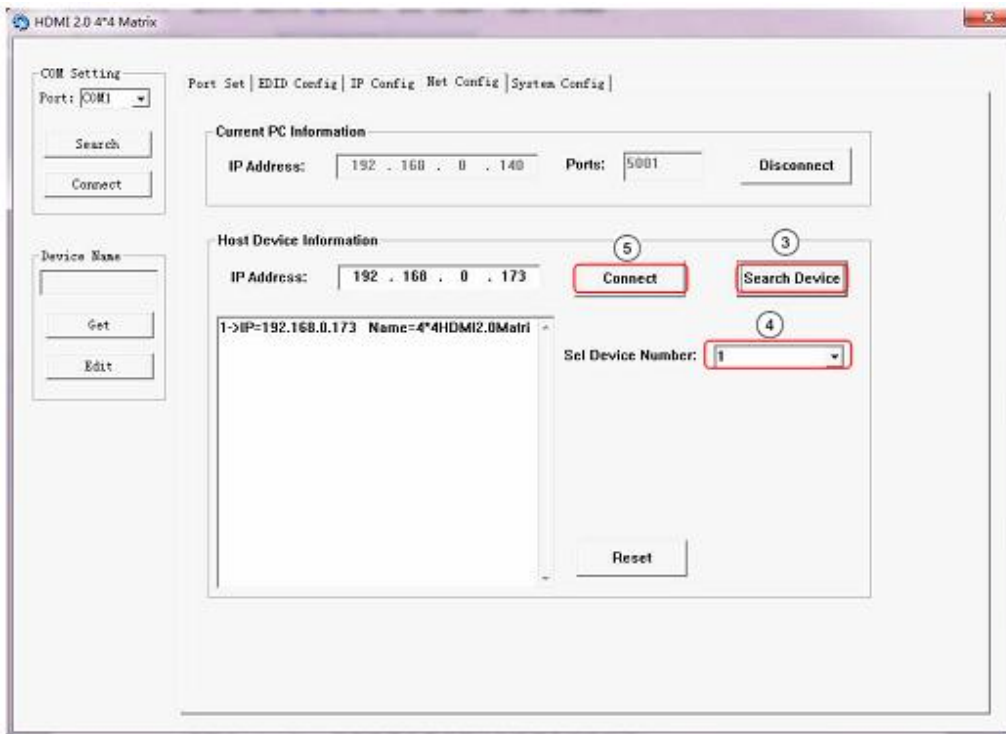 HDMI 2.0 4*4 Matrix
COM Setting
Port: COM1
Search
Connect
Device Name
Get
Edit
Port Set | EDID Config | IP Config Net Config | System Config |
Current PC Information
IP Address: 192 . 168 . 0 . 140 Ports: 5001 Disconnect
Host Device Information
5 3
IP Address: 192 . 168 . 0 . 173 Connect Search Device
1->IP=192.168.0.173 Name=4*4HDMI2.0Matri
4
Sel Device Number: 1
Reset